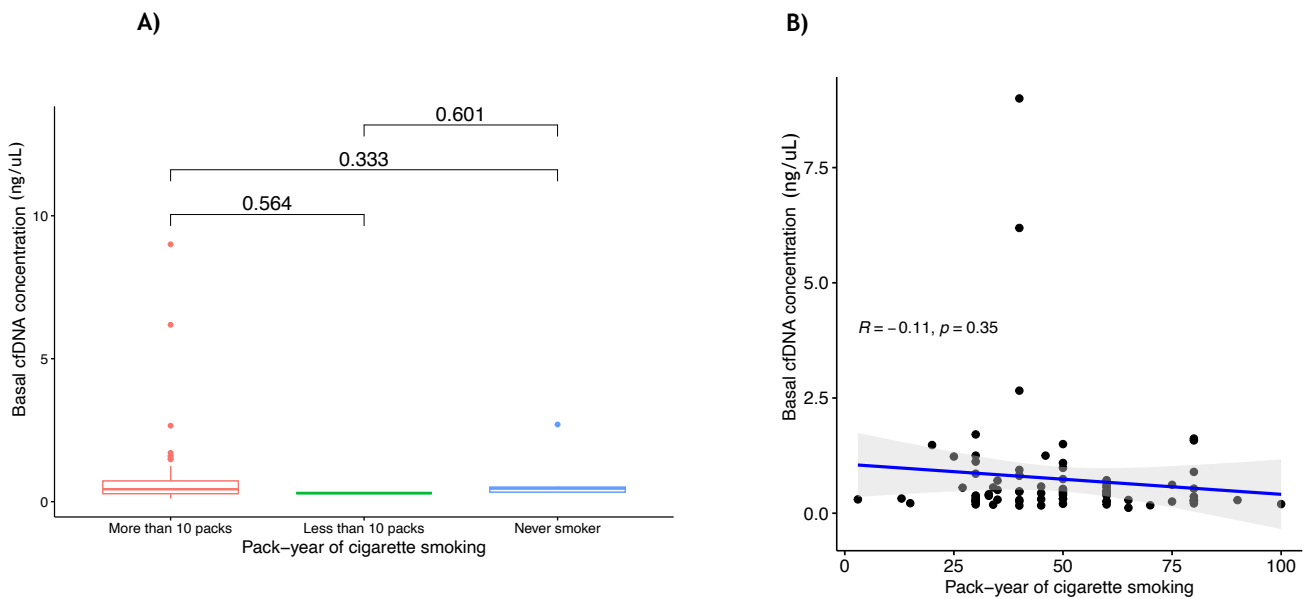 A)
Basal cfDNA concentration (ng/uL)
0.601
0.333
0.564
10
5
0
More than 10 packs
Less than 10 packs
Never smoker
Pack−year of cigarette smoking
B)
Basal cfDNA concentration (ng/uL)
7.5
5.0
R = −0.11, p = 0.35
2.5
0.0
0
25
50
75
100
Pack−year of cigarette smoking